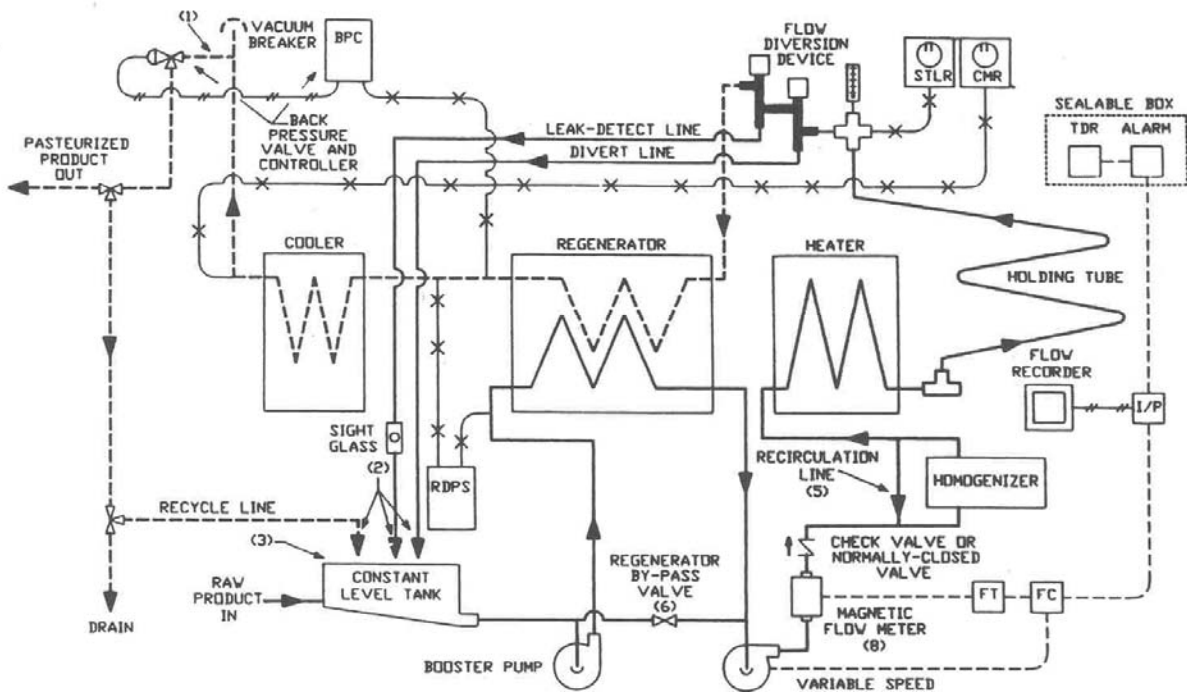 (1)
VACUUM
BREAKER
BPC
FLOW
DIVERSION
DEVICE
STLR
CMR
SEALABLE BOX
TDR ALARM
BACK
PRESSURE
VALVE AND
CONTROLLER
LEAK-DETECT LINE
DIVERT LINE
PASTEURIZED
PRODUCT
OUT
COOLER
REGENERATOR
HEATER
HOLDING TUBE
FLOW
RECORDER
I/P
SIGHT
GLASS
(2)
RDPS
RECIRCULATION
LINE
(5)
HOMOGENIZER
RECYCLE LINE
(3)
CONSTANT
LEVEL TANK
RAW
PRODUCT
IN
REGENERATOR
BY-PASS
VALVE
(6)
CHECK VALVE OR
NORMALLY-CLOSED
VALVE
MAGNETIC
FLOW METER
(8)
FT
FC
DRAIN
BOOSTER PUMP
VARIABLE SPEED